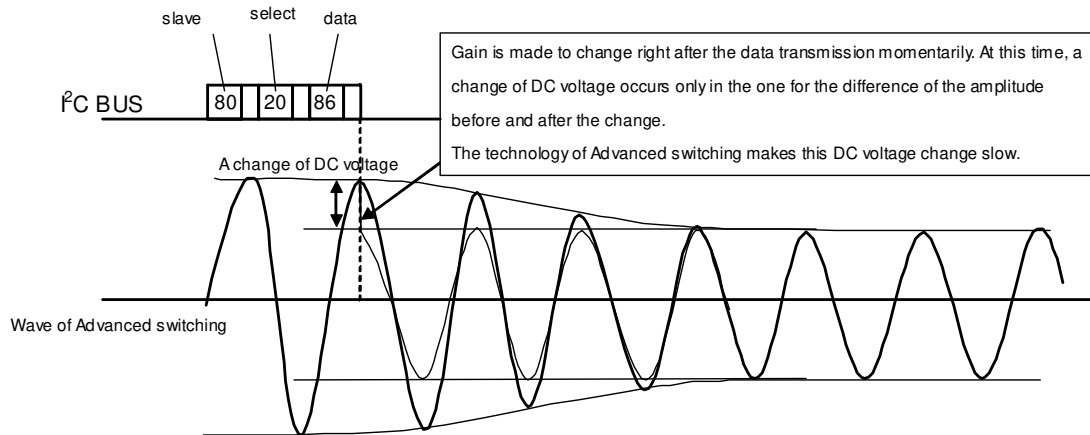 slave select data
Gain is made to change right after the data transmission momentarily. At this time, a
change of DC voltage occurs only in the one for the difference of the amplitude
before and after the change.
The technology of Advanced switching makes this DC voltage change slow.
I²C BUS 80 20 86
A change of DC voltage
Wave of Advanced switching